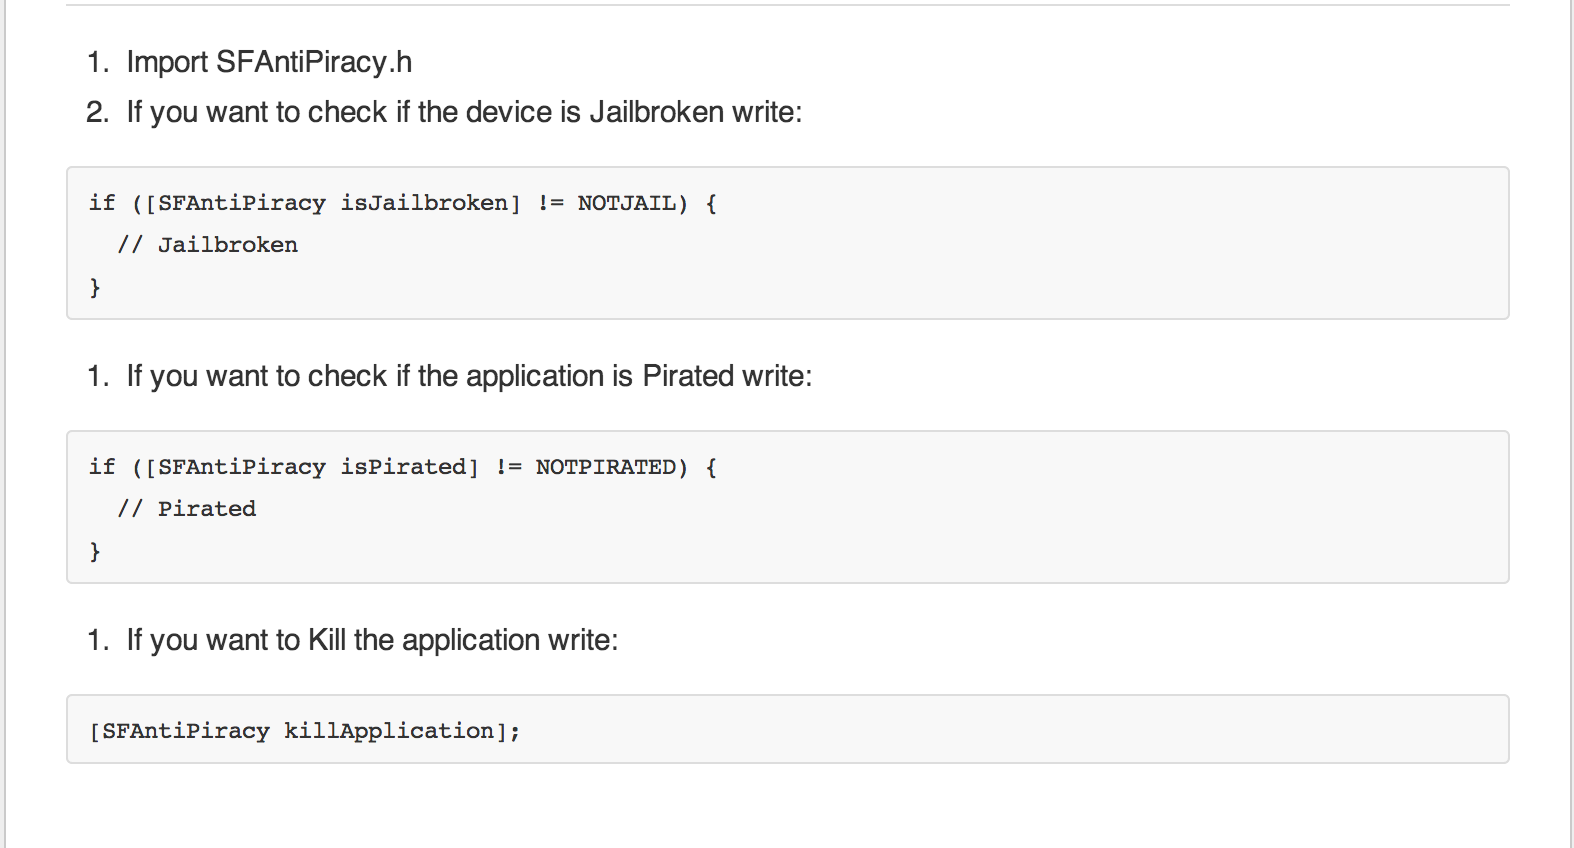 1. Import SFAntiPiracy.h
2. If you want to check if the device is Jailbroken write:
if ([SFAntiPiracy isJailbroken] != NOTJAIL) {
// Jailbroken
}
1. If you want to check if the application is Pirated write:
if ([SFAntiPiracy isPirated] != NOTPIRATED) {
// Pirated
}
1. If you want to Kill the application write:
[SFAntiPiracy killApplication];